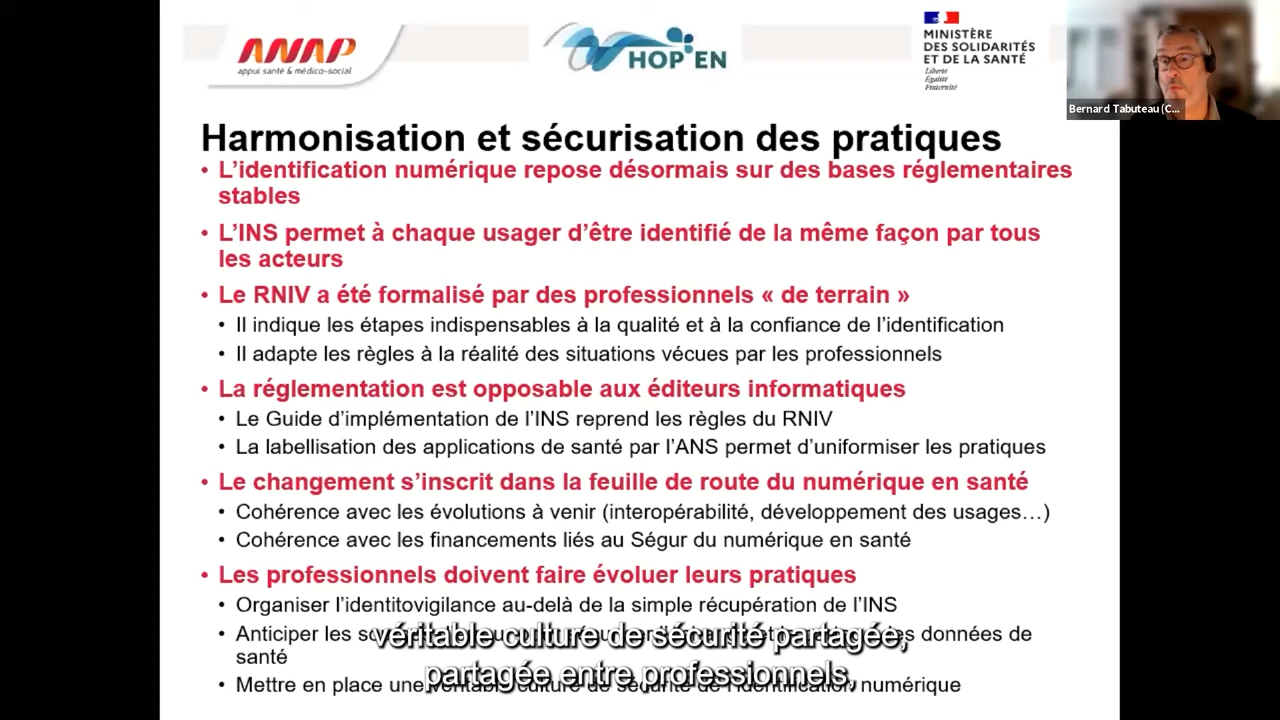 ANAP
appui santé & médico-social
HOP'EN
MINISTÈRE
DES SOLIDARITÉS
ET DE LA SANTÉ
Liberté
Égalité
Fraternité
Bernard Tabuteau (C...
Harmonisation et sécurisation des pratiques
• L'identification numérique repose désormais sur des bases réglementaires
stables
• L'INS permet à chaque usager d'être identifié de la même façon par tous
les acteurs
• Le RNIV a été formalisé par des professionnels « de terrain »
• Il indique les étapes indispensables à la qualité et à la confiance de l'identification
• Il adapte les règles à la réalité des situations vécues par les professionnels
• La réglementation est opposable aux éditeurs informatiques
• Le Guide d'implémentation de l'INS reprend les règles du RNIV
• La labellisation des applications de santé par l'ANS permet d'uniformiser les pratiques
• Le changement s'inscrit dans la feuille de route du numérique en santé
• Cohérence avec les évolutions à venir (interopérabilité, développement des usages…)
• Cohérence avec les financements liés au Ségur du numérique en santé
• Les professionnels doivent faire évoluer leurs pratiques
• Organiser l'identitovigilance au-delà de la simple récupération de l'INS
• Anticiper les données de
santé
• Mettre en place une véritable culture de sécurité de l'identification numérique
véritable culture de sécurité partagée,
partagée entre professionnels,